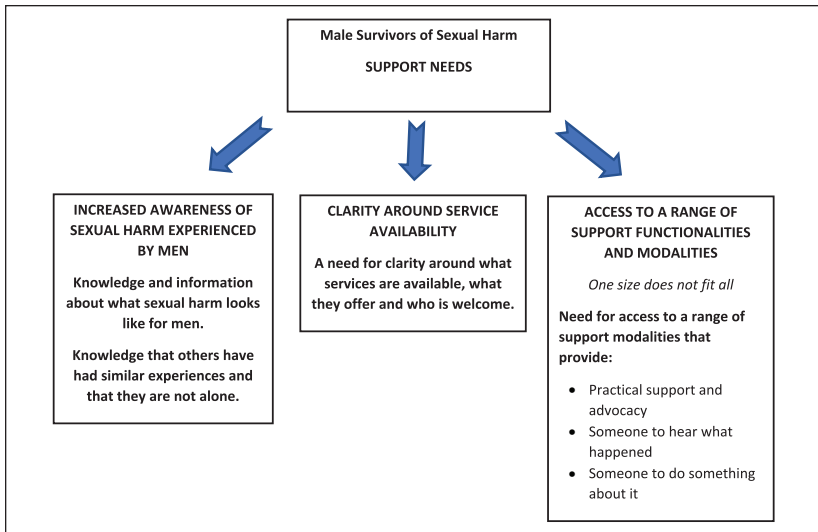 Male Survivors of Sexual Harm
SUPPORT NEEDS
INCREASED AWARENESS OF
SEXUAL HARM EXPERIENCED
BY MEN
Knowledge and information
about what sexual harm looks
like for men.
Knowledge that others have
had similar experiences and
that they are not alone.
CLARITY AROUND SERVICE
AVAILABILITY
A need for clarity around what
services are available, what
they offer and who is welcome.
ACCESS TO A RANGE OF
SUPPORT FUNCTIONALITIES
AND MODALITIES
One size does not fit all
Need for access to a range of
support modalities that
provide:
• Practical support and
advocacy
• Someone to hear what
happened
• Someone to do something
about it